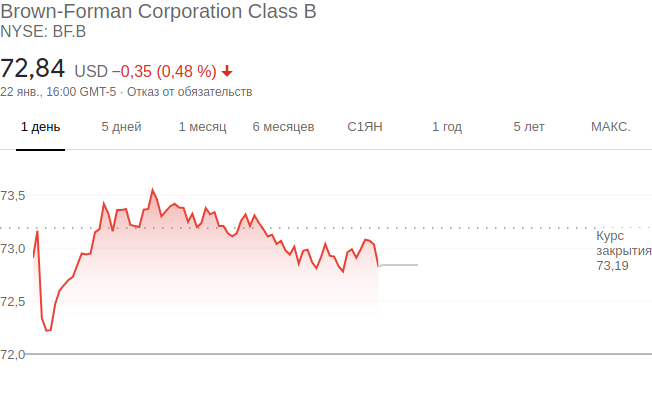 Brown-Forman Corporation Class B
NYSE: BF.B
72,84 USD −0,35 (0,48 %)
22 янв., 16:00 GMT-5 · Отказ от обязательств
1 день 5 дней 1 месяц 6 месяцев С1ЯН 1 год 5 лет МАКС.
73,5
73,0
72,5
72,0
Курс
закрытия
73,19